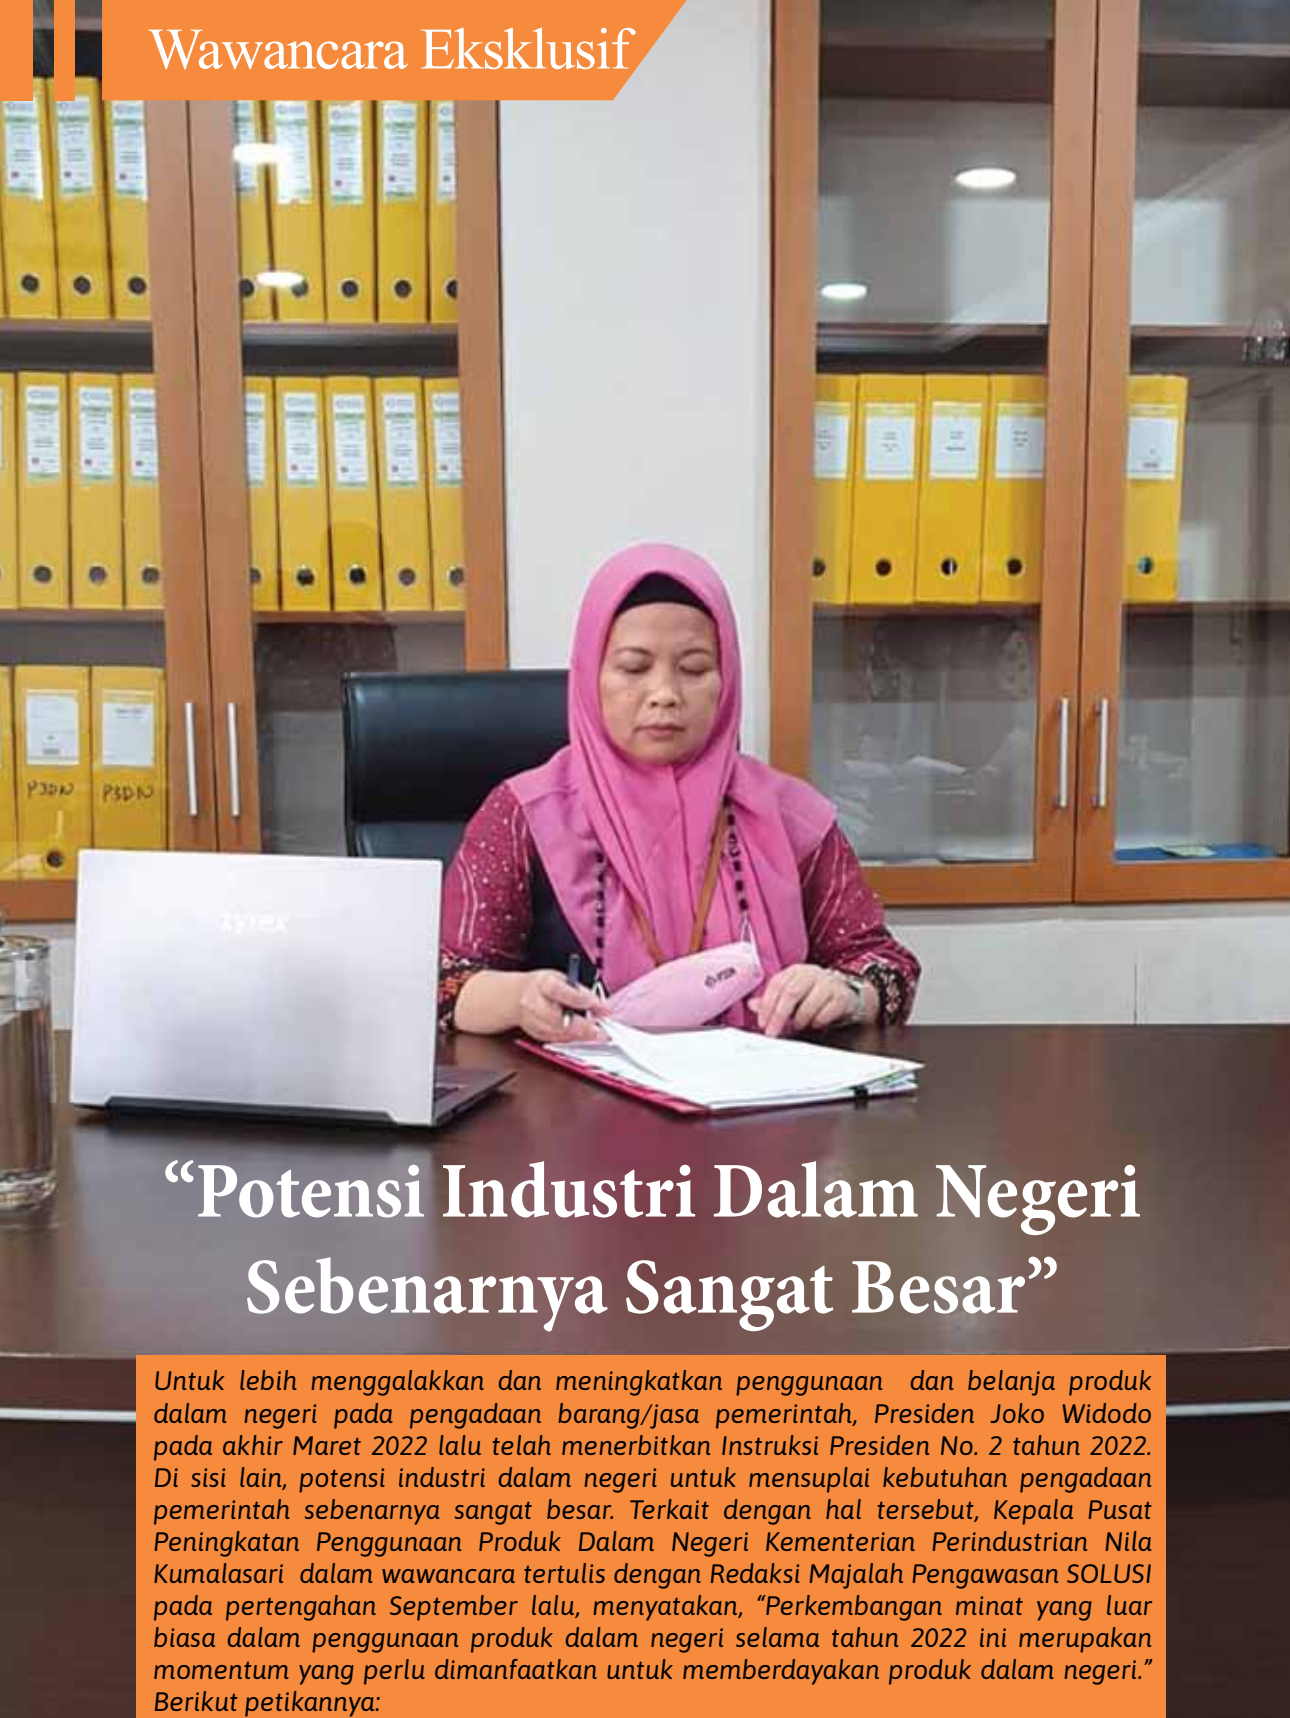 Wawancara Eksklusif
P3DN
P3DN
“Potensi Industri Dalam Negeri
Sebenarnya Sangat Besar”
Untuk lebih menggalakkan dan meningkatkan penggunaan dan belanja produk
dalam negeri pada pengadaan barang/jasa pemerintah, Presiden Joko Widodo
pada akhir Maret 2022 lalu telah menerbitkan Instruksi Presiden No. 2 tahun 2022.
Di sisi lain, potensi industri dalam negeri untuk mensuplai kebutuhan pengadaan
pemerintah sebenarnya sangat besar. Terkait dengan hal tersebut, Kepala Pusat
Peningkatan Penggunaan Produk Dalam Negeri Kementerian Perindustrian Nila
Kumalasari dalam wawancara tertulis dengan Redaksi Majalah Pengawasan SOLUSI
pada pertengahan September lalu, menyatakan, “Perkembangan minat yang luar
biasa dalam penggunaan produk dalam negeri selama tahun 2022 ini merupakan
momentum yang perlu dimanfaatkan untuk memberdayakan produk dalam negeri.”
Berikut petikannya: